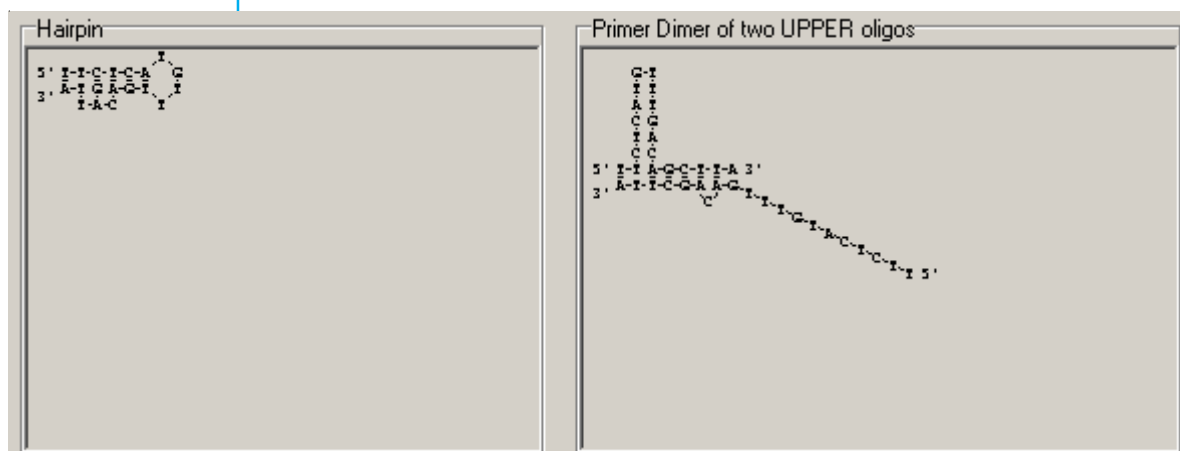 Hairpin
T
5' T-T-C-T-C-A G
3' A-T G A-G-T T
T-A-C T
Primer Dimer of two UPPER oligos
G-T
T T
A T
C G
T A
C C
5' T-T A-G-C-T-T-A 3'
3' A-T-T-C-G-A A-G-T-T-T-G-T-A-C-T-C-T-T 5'
C